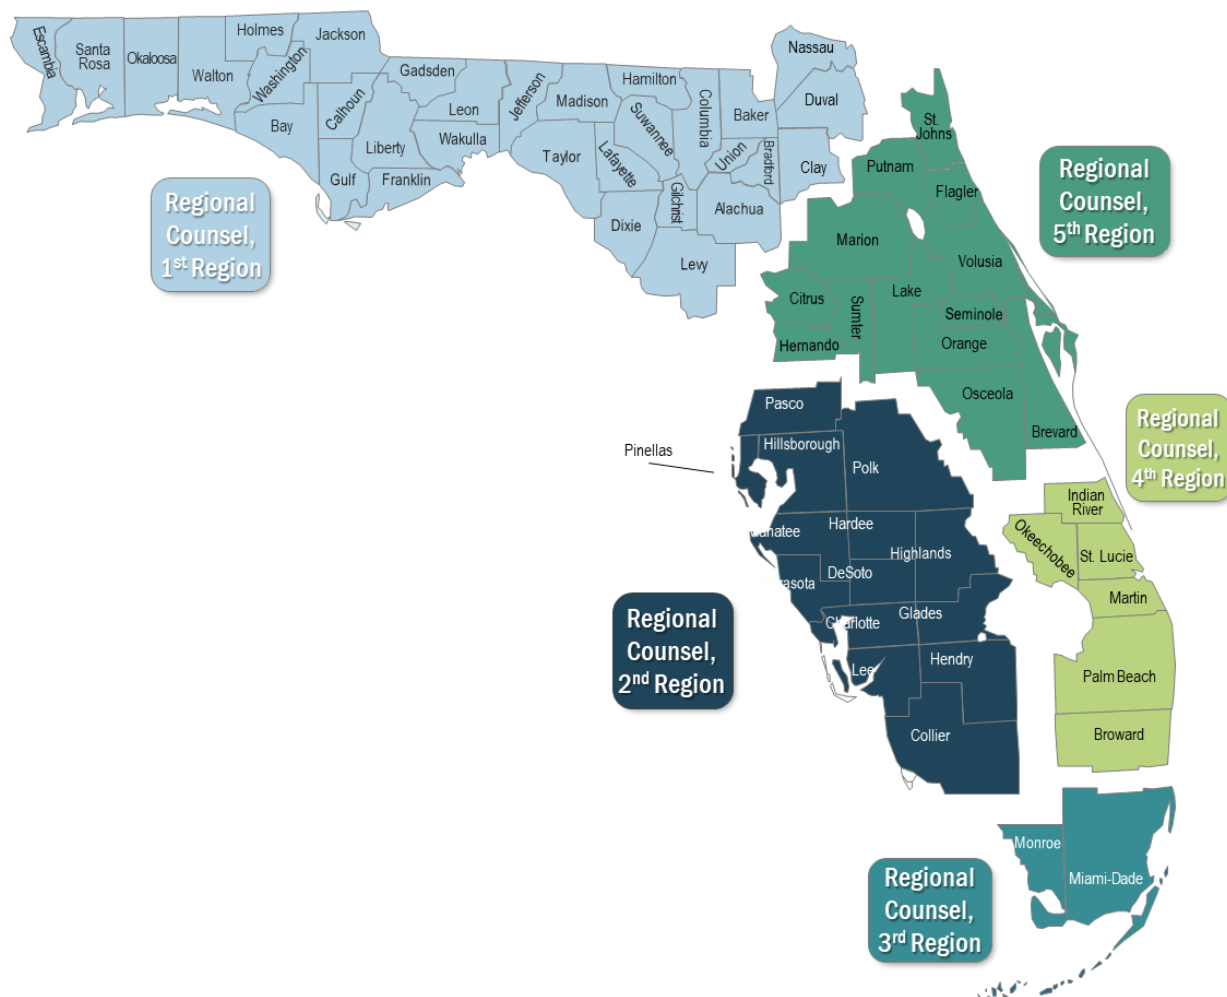 Escambia
Santa
Rosa
Okaloosa
Walton
Holmes
Washington
Jackson
Bay
Calhoun
Gulf
Liberty
Gadsden
Franklin
Leon
Wakulla
Jefferson
Madison
Taylor
Hamilton
Suwannee
Lafayette
Dixie
Columbia
Gilchrist
Levy
Baker
Union
Bradford
Alachua
Nassau
Duval
Clay
Regional
Counsel,
1st Region
St.
Johns
Putnam
Flagler
Marion
Volusia
Citrus
Sumter
Lake
Seminole
Hernando
Orange
Osceola
Brevard
Regional
Counsel,
5th Region
Pasco
Hillsborough
Pinellas
Polk
anatee
Hardee
Highlands
rasota
DeSoto
Charlotte
Glades
Lee
Hendry
Collier
Regional
Counsel,
2nd Region
Regional
Counsel,
4th Region
Indian
River
Okeechobee
St. Lucie
Martin
Palm Beach
Broward
Monroe
Miami-Dade
Regional
Counsel,
3rd Region